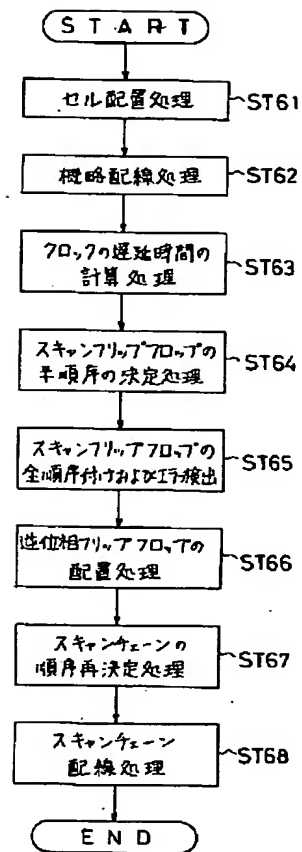 START
セル配置処理
ST61
概略配線処理
ST62
クロックの遅延時間の
計算処理
ST63
スキャンフリップフロップの
半順序の決定処理
ST64
スキャンフリップフロップの
全順序付けおよびエラー検出
ST65
逆位相フリップフロップの
配置処理
ST66
スキャンチェーンの
順序再決定処理
ST67
スキャンチェーン
配線処理
ST68
END